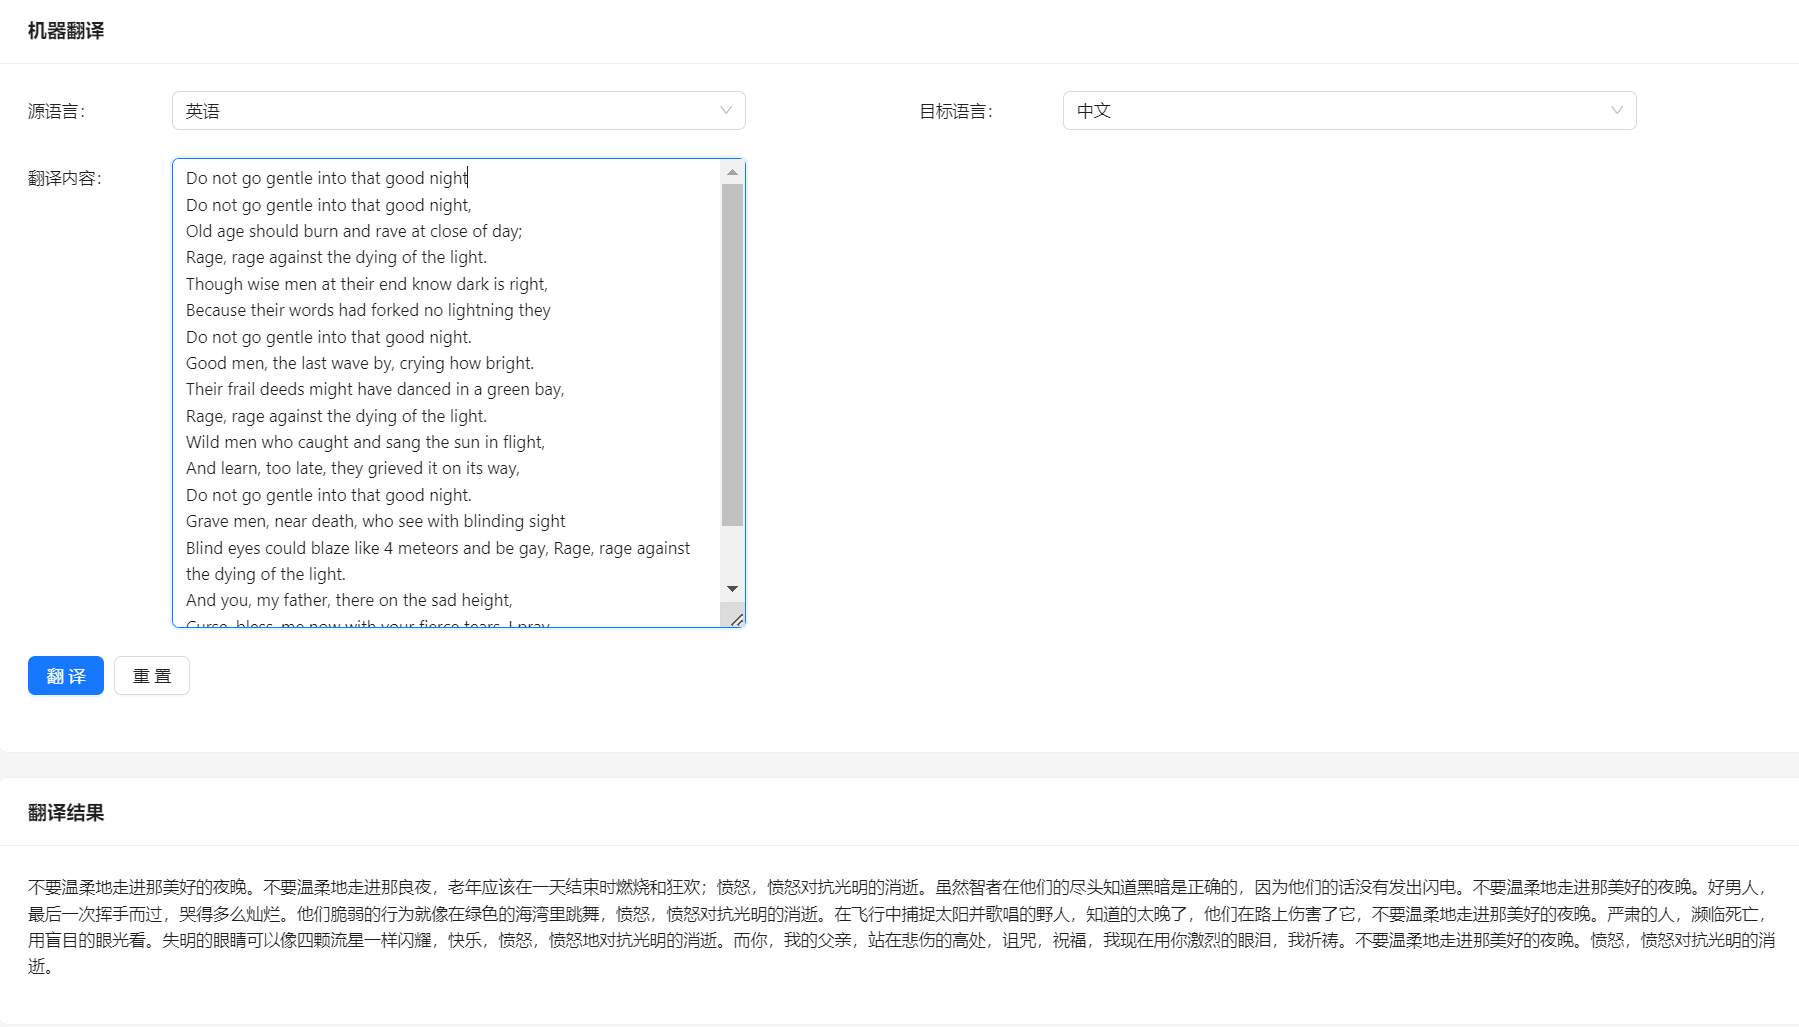 机器翻译
源语言：
英语
目标语言：
中文
翻译内容：
Do not go gentle into that good night
Do not go gentle into that good night,
Old age should burn and rave at close of day;
Rage, rage against the dying of the light.
Though wise men at their end know dark is right,
Because their words had forked no lightning they
Do not go gentle into that good night.
Good men, the last wave by, crying how bright.
Their frail deeds might have danced in a green bay,
Rage, rage against the dying of the light.
Wild men who caught and sang the sun in flight,
And learn, too late, they grieved it on its way,
Do not go gentle into that good night.
Grave men, near death, who see with blinding sight
Blind eyes could blaze like 4 meteors and be gay, Rage, rage against
the dying of the light.
And you, my father, there on the sad height,
Curse, bless, me now with your fierce tears, I pray
翻译
重置
翻译结果
不要温柔地走进那美好的夜晚。不要温柔地走进那良夜，老年应该在一天结束时燃烧和狂欢；愤怒，愤怒对抗光明的消逝。虽然智者在他们的尽头知道黑暗是正确的，因为他们的话没有发出闪电。不要温柔地走进那美好的夜晚。好男人，
最后一次挥手而过，哭得多么灿烂。他们脆弱的行为就像在绿色的海湾里跳舞，愤怒，愤怒对抗光明的消逝。在飞行中捕捉太阳并歌唱的野人，知道的太晚了，他们在路上伤害了它，不要温柔地走进那美好的夜晚。严肃的人，濒临死亡，
用盲目的眼光看。失明的眼睛可以像四颗流星一样闪耀，快乐，愤怒，愤怒地对抗光明的消逝。而你，我的父亲，站在悲伤的高处，诅咒，祝福，我现在用你激烈的眼泪，我祈祷。不要温柔地走进那美好的夜晚。愤怒，愤怒对抗光明的消
逝。